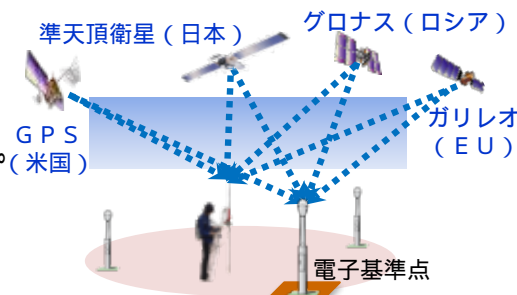 準天頂衛星(日本)
グロナス(ロシア)
GPS
(米国)
ガリレオ
(EU)
電子基準点